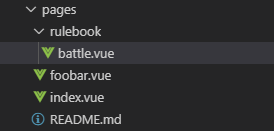 pages
rulebook
battle.vue
foobar.vue
index.vue
README.md